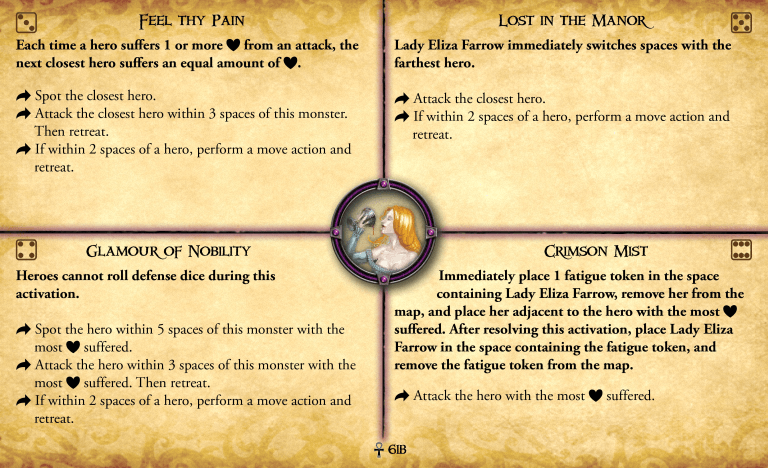 Feel thy Pain
Each time a hero suffers 1 or more ♥ from an attack, the
next closest hero suffers an equal amount of ♥.
Spot the closest hero.
Attack the closest hero within 3 spaces of this monster.
Then retreat.
If within 2 spaces of a hero, perform a move action and
retreat.
Lost in the Manor
Lady Eliza Farrow immediately switches spaces with the
farthest hero.
Attack the closest hero.
If within 2 spaces of a hero, perform a move action and
retreat.
Glamour of Nobility
Heroes cannot roll defense dice during this
activation.
Spot the hero within 5 spaces of this monster with the
most ♥ suffered.
Attack the hero within 3 spaces of this monster with the
most ♥ suffered. Then retreat.
If within 2 spaces of a hero, perform a move action and
retreat.
Crimson Mist
Immediately place 1 fatigue token in the space
containing Lady Eliza Farrow, remove her from the
map, and place her adjacent to the hero with the most ♥
suffered. After resolving this activation, place Lady Eliza
Farrow in the space containing the fatigue token, and
remove the fatigue token from the map.
Attack the hero with the most ♥ suffered.
61B